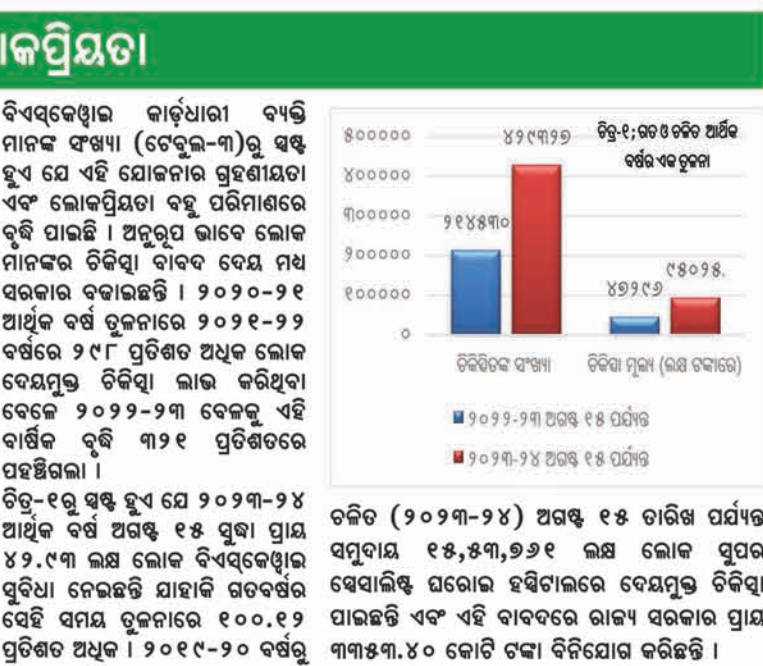 ାକପ୍ରିୟତା
ବିଏସ୍‌କେୱାଇ କାର୍ଡ଼ଧାରୀ ବ୍ୟକ୍ତି
ମାନଙ୍କ ସଂଖ୍ୟା (ଟେବୁଲ-୩)ରୁ ସ୍ପଷ୍ଟ
ହୁଏ ଯେ ଏହି ଯୋଜନାର ଗ୍ରହଣୀୟତା
ଏବଂ ଲୋକପ୍ରିୟତା ବହୁ ପରିମାଣରେ
ବୃଦ୍ଧି ପାଇଛି । ଅନୁରୂପ ଭାବେ ଲୋକ
ମାନଙ୍କର ଚିକିତ୍ସା ବାବଦ ଦେୟ ମଧ୍ୟ
ସରକାର ବଢାଇଛନ୍ତି । ୨୦୨୦-୨୧
ଆର୍ଥିକ ବର୍ଷ ତୁଳନାରେ ୨୦୨୧-୨୨
ବର୍ଷରେ ୨୯୮ ପ୍ରତିଶତ ଅଧିକ ଲୋକ
ଦେୟମୁକ୍ତ ଚିକିତ୍ସା ଲାଭ କରିଥିବା
ବେଳେ ୨୦୨୨-୨୩ ବେଳକୁ ଏହି
ବାର୍ଷିକ ବୃଦ୍ଧି ୩୨୧ ପ୍ରତିଶତରେ
ପହଞ୍ଚିଗଲା ।
ଚିତ୍ର-୧ରୁ ସ୍ପଷ୍ଟ ହୁଏ ଯେ ୨୦୨୩-୨୪
ଆର୍ଥିକ ବର୍ଷ ଅଗଷ୍ଟ ୧୫ ସୁଦ୍ଧା ପ୍ରାୟ
୪୨.୯୩ ଲକ୍ଷ ଲୋକ ବିଏସ୍‌କେୱାଇ
ସୁବିଧା ନେଇଛନ୍ତି ଯାହାକି ଗତବର୍ଷର
ସେହି ସମୟ ତୁଳନାରେ ୧୦୦.୧୨
ପ୍ରତିଶତ ଅଧିକ । ୨୦୧୯-୨୦ ବର୍ଷରୁ
ଚିତ୍ର-୧; ଗତ ଓ ଚଳିତ ଆର୍ଥିକ
ବର୍ଷର ଏକ ତୁଳନା
୫୦୦୦୦୦
୪୦୦୦୦୦
୩୦୦୦୦୦
୨୦୦୦୦୦
୧୦୦୦୦୦
୦
୨୧୪୫୩୦
୪୨୯୩୨୭
୪୭୨୯୬
୯୫୦୨୫.
ଚିକିତ୍ସିତଙ୍କ ସଂଖ୍ୟା
ଚିକିତ୍ସା ମୂଲ୍ୟ (ଲକ୍ଷ ଟଙ୍କାରେ)
୨୦୨୨-୨୩ ଅଗଷ୍ଟ ୧୫ ପର୍ଯ୍ୟନ୍ତ
୨୦୨୩-୨୪ ଅଗଷ୍ଟ ୧୫ ପର୍ଯ୍ୟନ୍ତ
ଚଳିତ (୨୦୨୩-୨୪) ଅଗଷ୍ଟ ୧୫ ତାରିଖ ପର୍ଯ୍ୟନ୍ତ
ସମୁଦାୟ ୧୫,୫୩,୭୬୧ ଲକ୍ଷ ଲୋକ ସୁପର
ସ୍ପେସାଲିଷ୍ଟ ଘରୋଇ ହସ୍ପିଟାଲରେ ଦେୟମୁକ୍ତ ଚିକିତ୍ସା
ପାଇଛନ୍ତି ଏବଂ ଏହି ବାବଦରେ ରାଜ୍ୟ ସରକାର ପ୍ରାୟ
୩୩୫୩.୪୦ କୋଟି ଟଙ୍କା ବିନିଯୋଗ କରିଛନ୍ତି ।